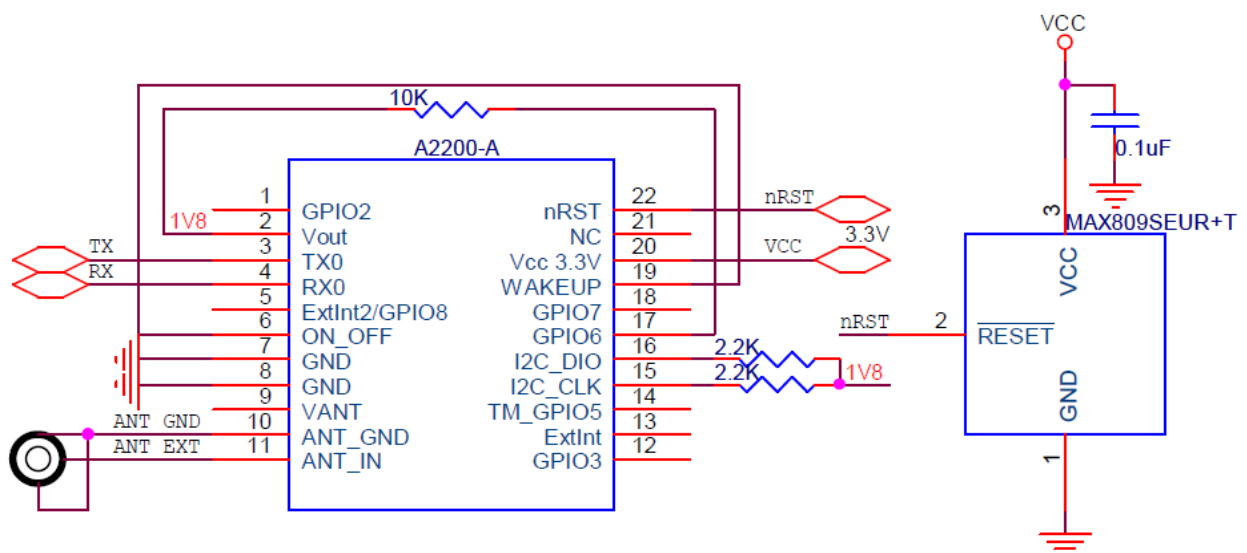 VCC
10K
A2200-A
0.1uF
1 GPIO2 nRST 22 nRST
1V8 2 Vout NC 21 3.3V
TX 3 TX0 Vcc 3.3V 20 VCC
RX 4 RX0 WAKEUP 19
5 ExtInt2/GPIO8 GPIO7 18
6 ON_OFF GPIO6 17
7 GND I2C_DIO 16 2.2K
8 GND I2C_CLK 15 2.2K 1V8
9 VANT TM_GPIO5 14
ANT GND 10 ANT_GND ExtInt 13
ANT EXT 11 ANT_IN GPIO3 12
3 MAX809SEUR+T
VCC
nRST 2 RESET
GND
1